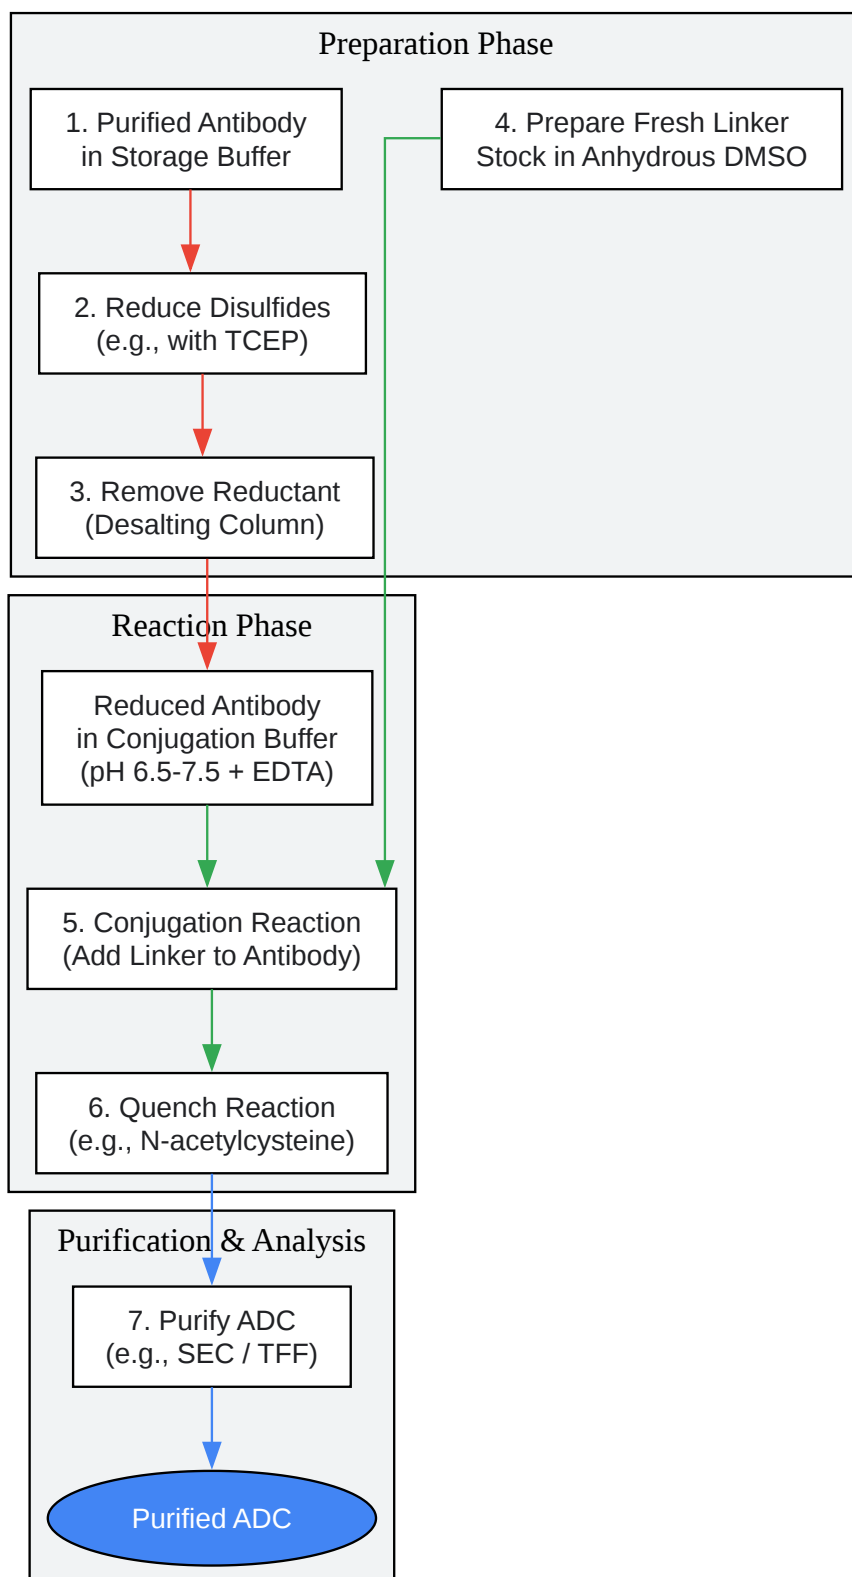 Preparation Phase
1. Purified Antibody
in Storage Buffer
4. Prepare Fresh Linker
Stock in Anhydrous DMSO
2. Reduce Disulfides
(e.g., with TCEP)
3. Remove Reductant
(Desalting Column)
Reaction Phase
Reduced Antibody
in Conjugation Buffer
(pH 6.5-7.5 + EDTA)
5. Conjugation Reaction
(Add Linker to Antibody)
6. Quench Reaction
(e.g., N-acetylcysteine)
Purification & Analysis
7. Purify ADC
(e.g., SEC / TFF)
Purified ADC